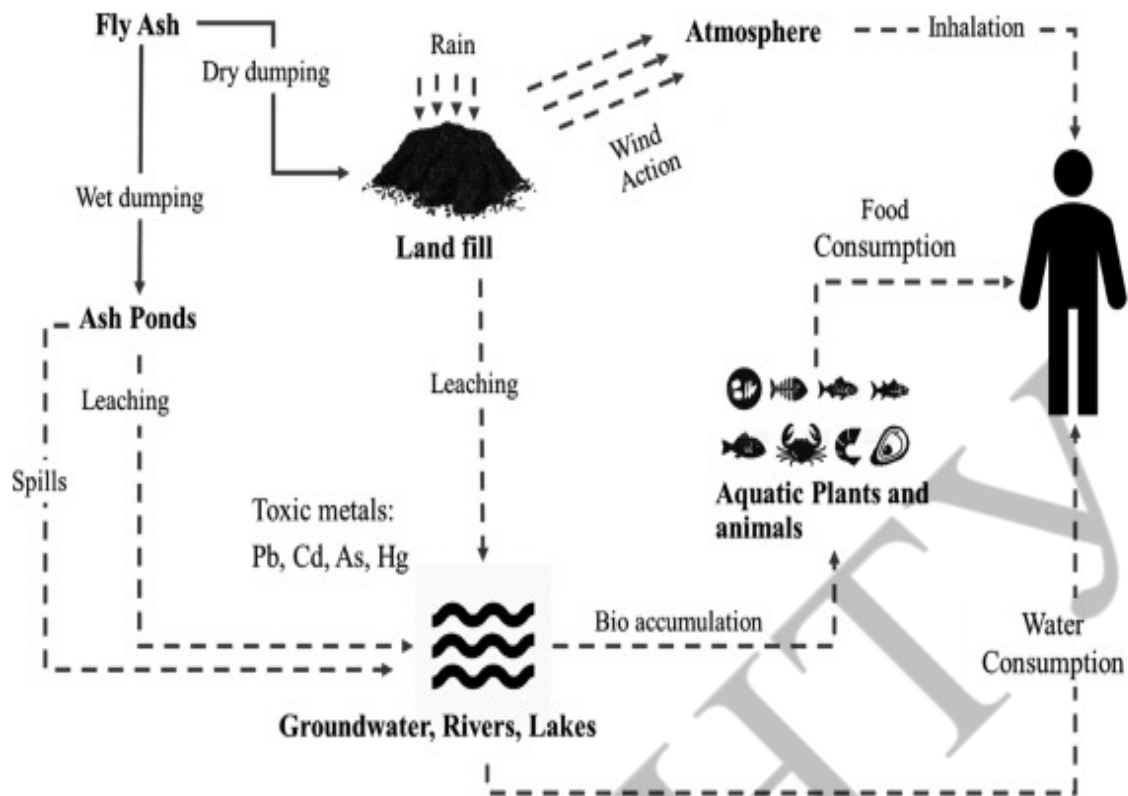 Fly Ash
Dry dumping
Rain
Atmosphere
Inhalation
Wind
Action
Wet dumping
Land fill
Food
Consumption
Ash Ponds
Leaching
Leaching
Spills
Toxic metals:
Pb, Cd, As, Hg
Aquatic Plants and
animals
Bio accumulation
Water
Consumption
Groundwater, Rivers, Lakes
HTY